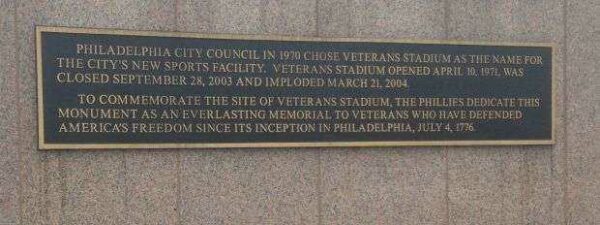 PHILADELPHIA CITY COUNCIL IN 1970 CHOSE VETERANS STADIUM AS THE NAME FOR
THE CITY'S NEW SPORTS FACILITY. VETERANS STADIUM OPENED APRIL 10, 1971, WAS
CLOSED SEPTEMBER 28, 2003 AND IMPLODED MARCH 21, 2004.
TO COMMEMORATE THE SITE OF VETERANS STADIUM, THE PHILLIES DEDICATE THIS
MONUMENT AS AN EVERLASTING MEMORIAL TO VETERANS WHO HAVE DEFENDED
AMERICA'S FREEDOM SINCE ITS INCEPTION IN PHILADELPHIA, JULY 4, 1776.